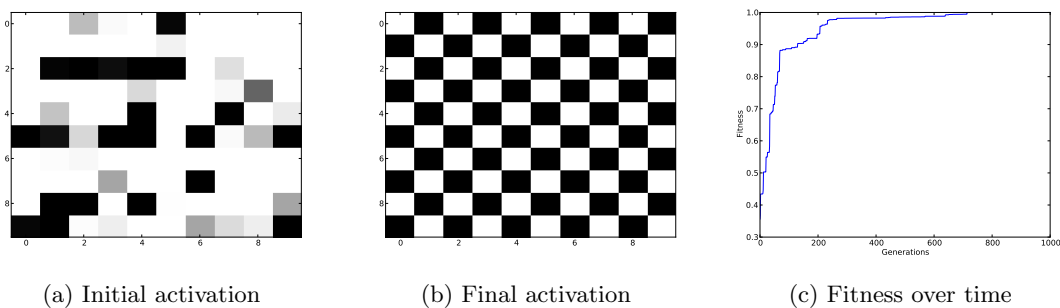 0
2
4
6
8
0 2 4 6 8
0
2
4
6
8
0 2 4 6 8
1.0
0.9
0.8
0.7
0.6
0.5
0.4
0.3
Fitness
0 200 400 600 800 1000
Generations
(a) Initial activation
(b) Final activation
(c) Fitness over time